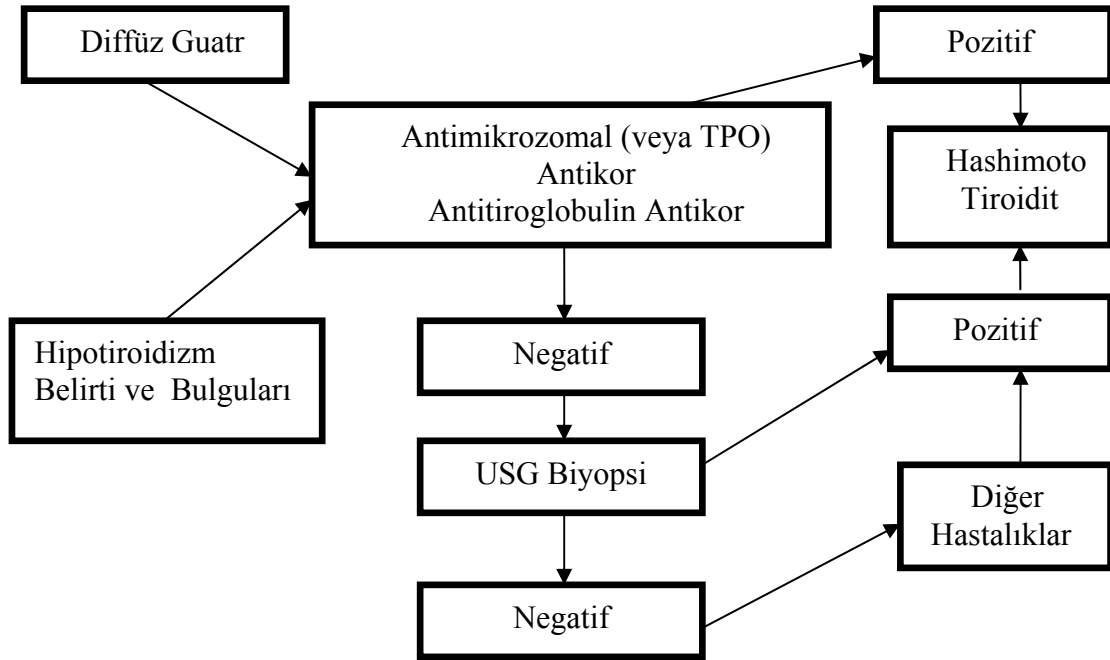 Diffüz Guatr
Pozitif
Antimikrozomal (veya TPO)
Antikor
Antitiroglobulin Antikor
Hashimoto
Tiroidit
Hipotiroidizm
Belirti ve Bulguları
Negatif
Pozitif
USG Biyopsi
Diğer
Hastalıklar
Negatif